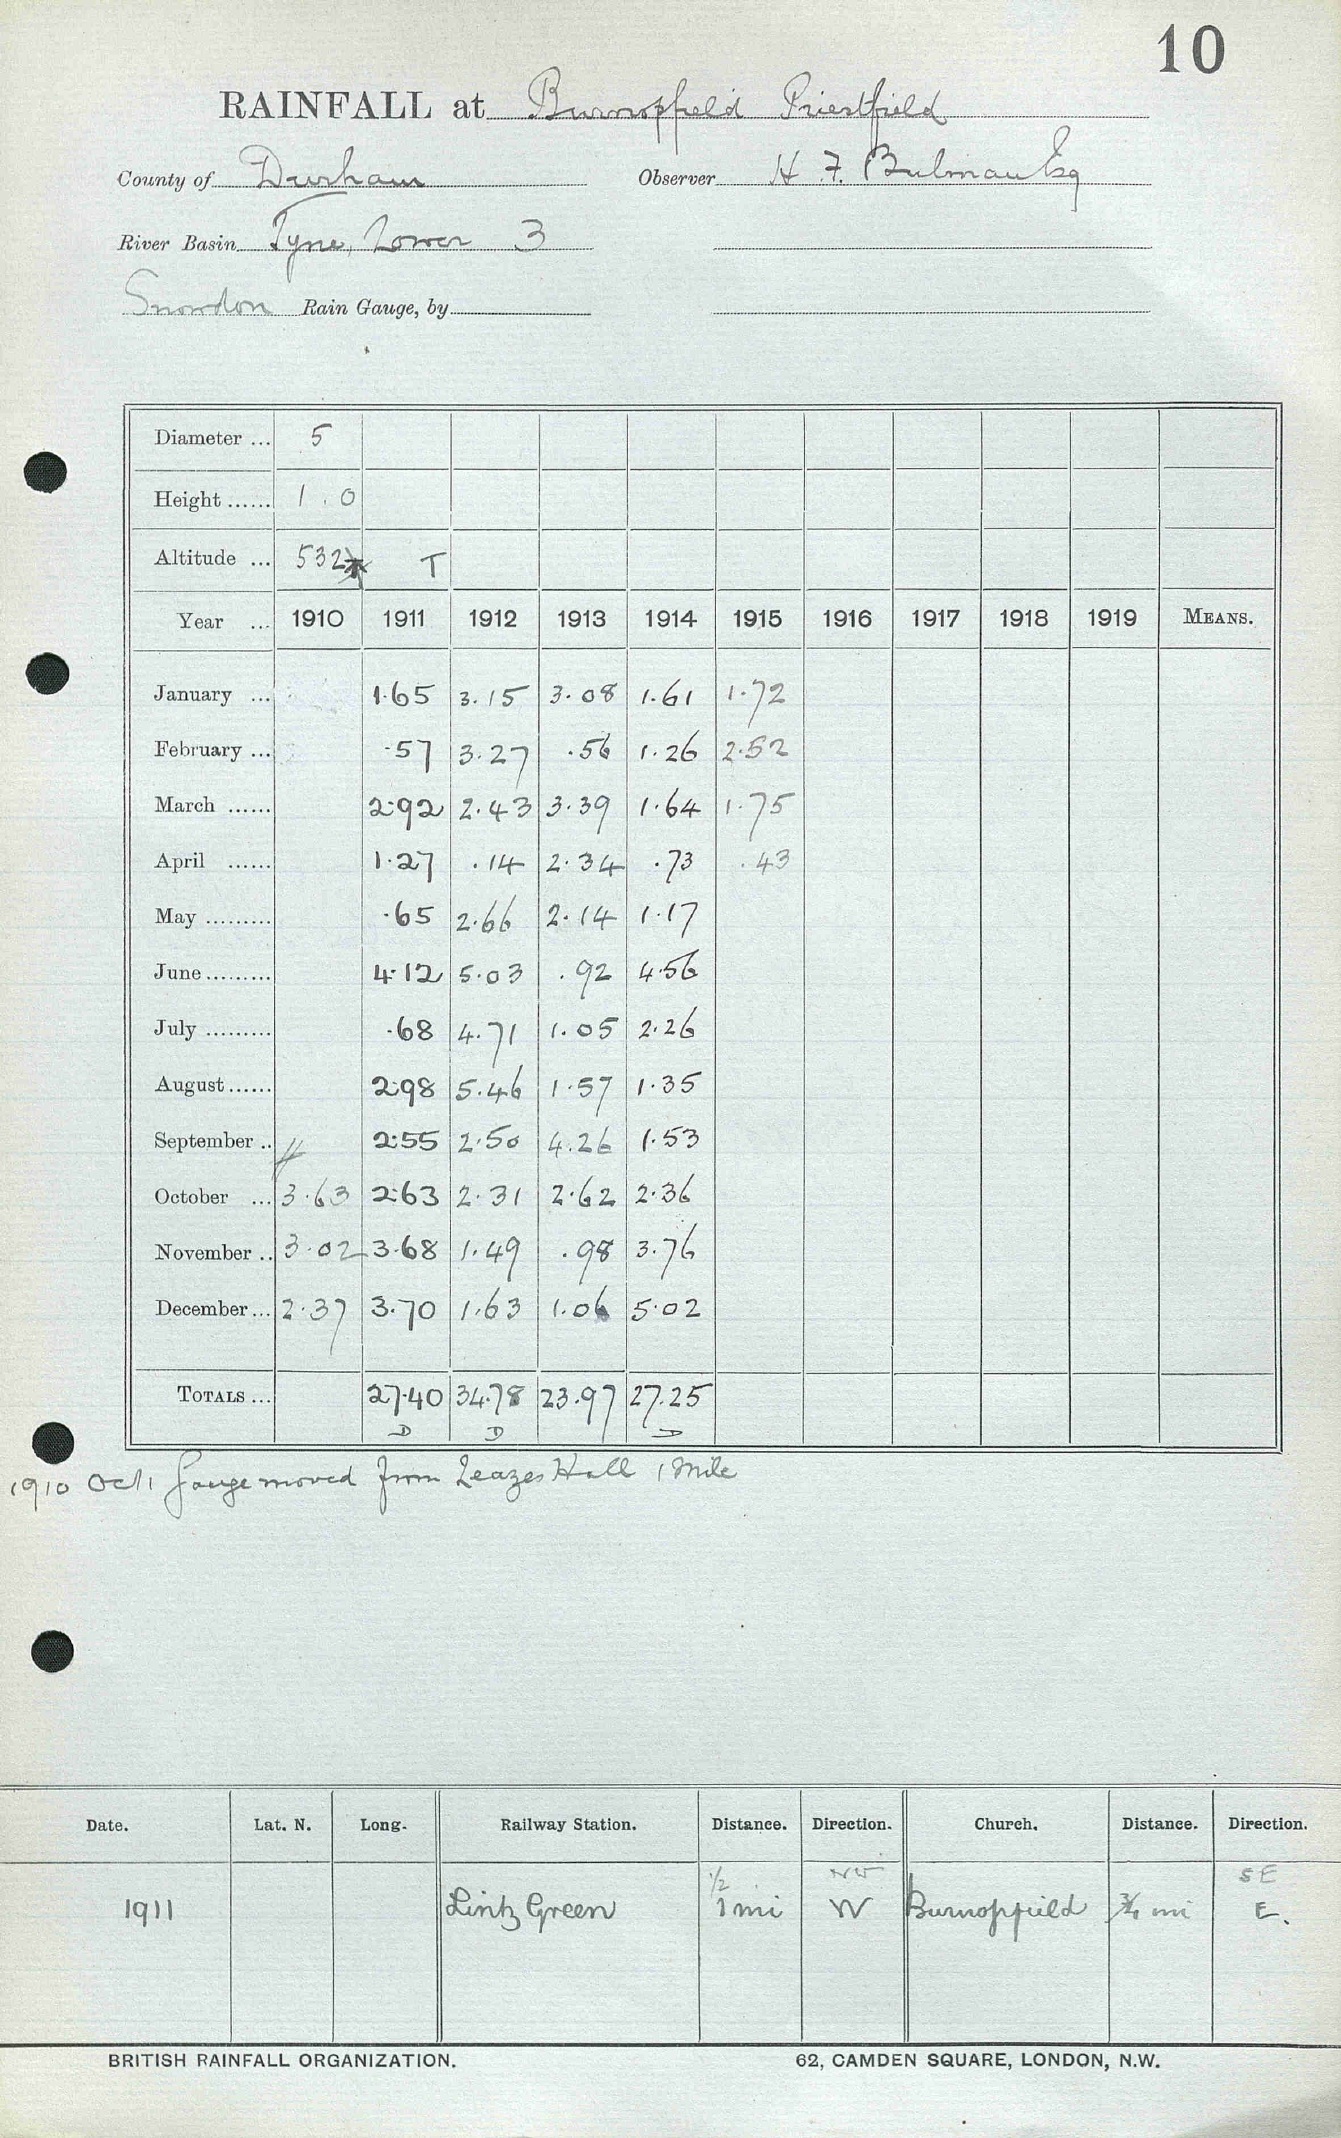 10
RAINFALL at Burnopfield Priestfield
County of Durham Observer H. F. Bulman Esq
River Basin Tyne, Lower 3
Snowdon Rain Gauge, by
Diameter ... 5
Height ...... 1.0
Altitude ... 532 T
Year ... 1910 1911 1912 1913 1914 1915 1916 1917 1918 1919 MEANS.
January ... 1.65 3.15 3.08 1.61 1.72
February ... .57 3.27 .56 1.26 2.52
March ...... 2.92 2.43 3.39 1.64 1.75
April ...... 1.27 .14 2.34 .73 .43
May ......... .65 2.66 2.14 1.17
June ......... 4.12 5.03 .92 4.56
July ......... .68 4.71 1.05 2.26
August ...... 2.98 5.46 1.57 1.35
September .. 2.55 2.50 4.26 1.53
October ... 3.63 2.63 2.31 2.62 2.36
November .. 3.02 3.68 1.49 .98 3.76
December ... 2.37 3.70 1.63 1.06 5.02
TOTALS ... 27.40 34.78 23.97 27.25
D D D
1910 Oct 1 Gauge moved from Leazes Hall 1 Mile
Date. Lat. N. Long. Railway Station. Distance. Direction. Church. Distance. Direction.
1/2 NW SE
1911 Lintz Green 1 mi W Burnopfield 3/4 mi E.
BRITISH RAINFALL ORGANIZATION. 62, CAMDEN SQUARE, LONDON, N.W.